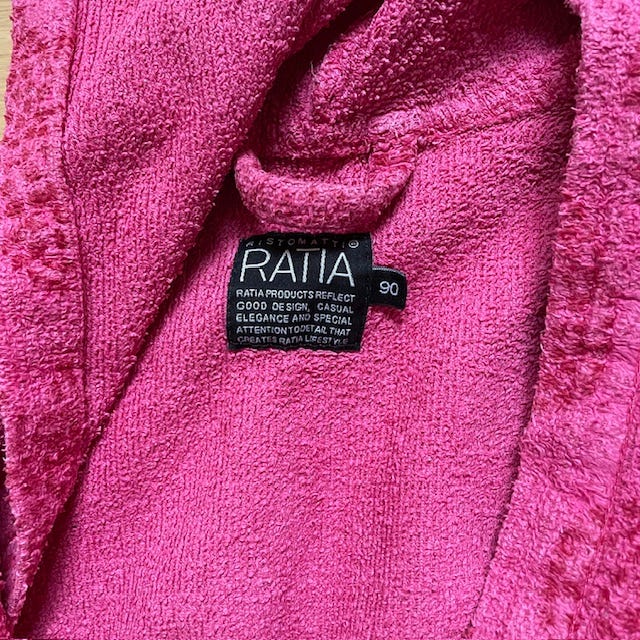 RISTOMATTI®
RATIA
90
RATIA PRODUCTS REFLECT
GOOD DESIGN, CASUAL
ELEGANCE AND SPECIAL
ATTENTION TO DETAIL THAT
CREATES RATIA LIFESTYLE